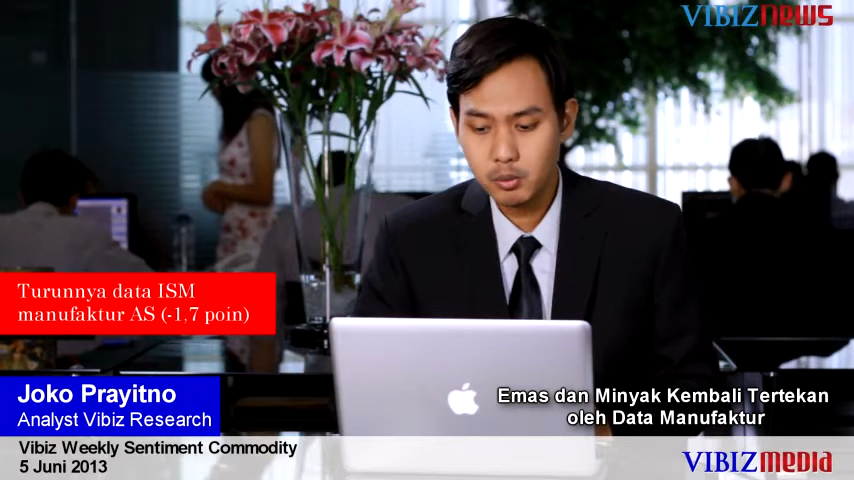 VIBIZNEWS
Turunnya data ISM
manufaktur AS (-1,7 poin)
Joko Prayitno
Analyst Vibiz Research
Emas dan Minyak Kembali Tertekan
oleh Data Manufaktur
Vibiz Weekly Sentiment Commodity
5 Juni 2013
VIBIZMEDIA